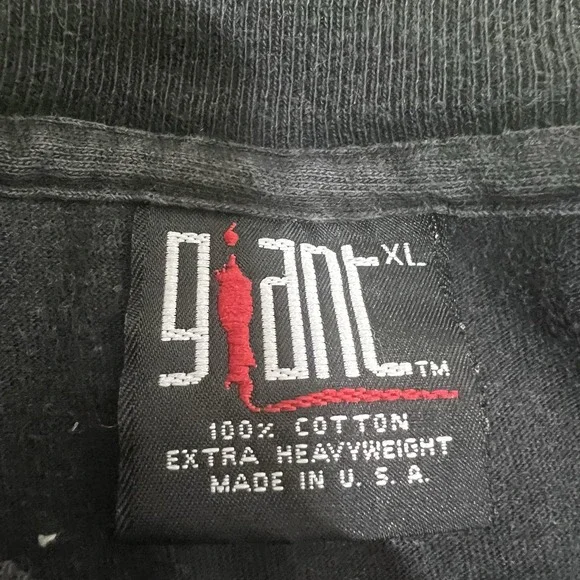 giant XL
TM
100% COTTON
EXTRA HEAVYWEIGHT
MADE IN U. S. A.